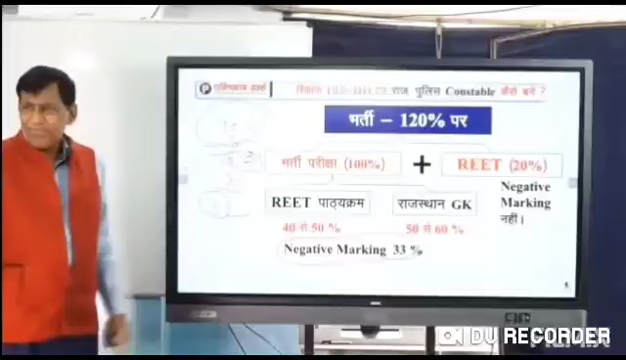 राज पुलिस Constable कैसे बनें ?
भर्ती – 120% पर
भर्ती परीक्षा (100%) + REET (20%)
REET पाठ्यक्रम
राजस्थान GK
Negative
Marking
नहीं।
40 से 50 %
50 से 60 %
Negative Marking 33 %
5
DU RECORDER